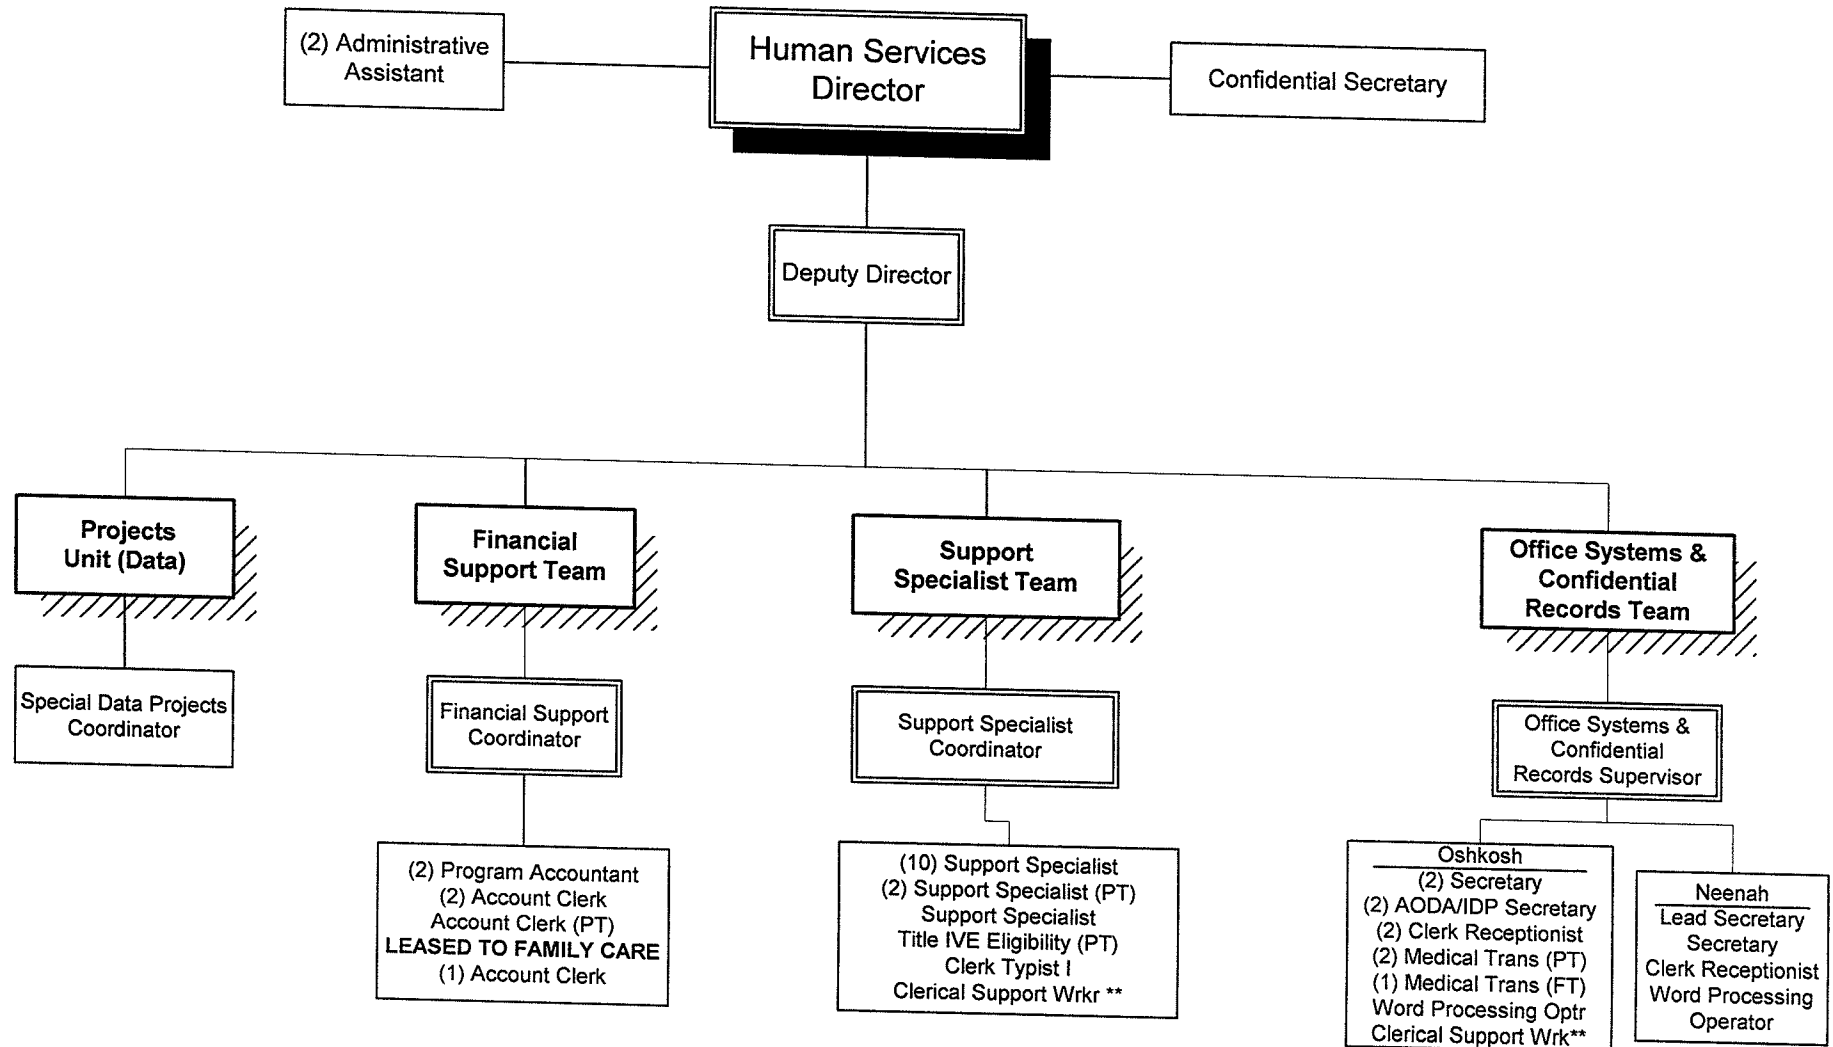 (2) Administrative
Assistant
Human Services
Director
Confidential Secretary
Deputy Director
Projects
Unit (Data)
Financial
Support Team
Support
Specialist Team
Office Systems &
Confidential
Records Team
Special Data Projects
Coordinator
Financial Support
Coordinator
Support Specialist
Coordinator
Office Systems &
Confidential
Records Supervisor
(2) Program Accountant
(2) Account Clerk
Account Clerk (PT)
LEASED TO FAMILY CARE
(1) Account Clerk
(10) Support Specialist
(2) Support Specialist (PT)
Support Specialist
Title IVE Eligibility (PT)
Clerk Typist I
Clerical Support Wrkr **
Oshkosh
(2) Secretary
(2) AODA/IDP Secretary
(2) Clerk Receptionist
(2) Medical Trans (PT)
(1) Medical Trans (FT)
Word Processing Optr
Clerical Support Wrk**
Neenah
Lead Secretary
Secretary
Clerk Receptionist
Word Processing
Operator